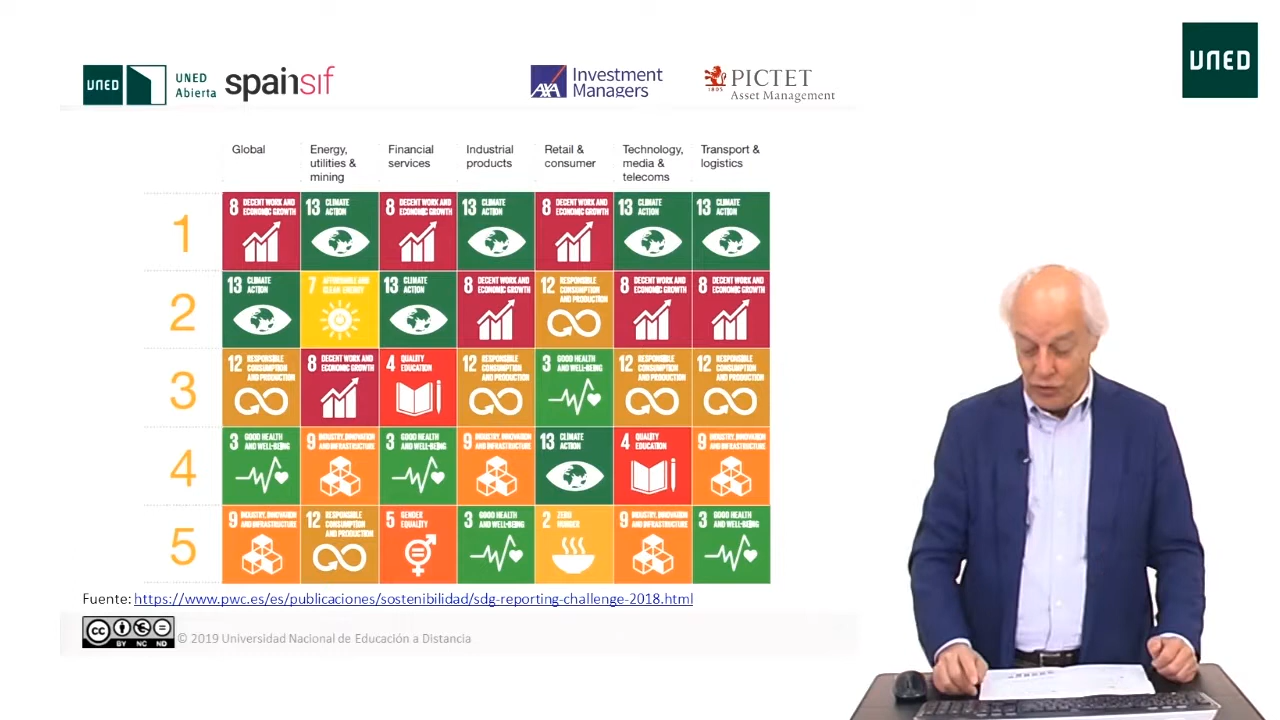 UNED
UNED
UNED
Abierta
spainsif
AXA
Investment
Managers
1805
PICTET
Asset Management
Global
Energy,
utilities &
mining
Financial
services
Industrial
products
Retail &
consumer
Technology,
media &
telecoms
Transport &
logistics
1
8 DECENT WORK AND
ECONOMIC GROWTH
13 CLIMATE
ACTION
8 DECENT WORK AND
ECONOMIC GROWTH
13 CLIMATE
ACTION
8 DECENT WORK AND
ECONOMIC GROWTH
13 CLIMATE
ACTION
13 CLIMATE
ACTION
2
13 CLIMATE
ACTION
7 AFFORDABLE AND
CLEAN ENERGY
13 CLIMATE
ACTION
8 DECENT WORK AND
ECONOMIC GROWTH
12 RESPONSIBLE
CONSUMPTION
AND PRODUCTION
8 DECENT WORK AND
ECONOMIC GROWTH
8 DECENT WORK AND
ECONOMIC GROWTH
3
12 RESPONSIBLE
CONSUMPTION
AND PRODUCTION
8 DECENT WORK AND
ECONOMIC GROWTH
4 QUALITY
EDUCATION
12 RESPONSIBLE
CONSUMPTION
AND PRODUCTION
3 GOOD HEALTH
AND WELL-BEING
12 RESPONSIBLE
CONSUMPTION
AND PRODUCTION
12 RESPONSIBLE
CONSUMPTION
AND PRODUCTION
4
3 GOOD HEALTH
AND WELL-BEING
9 INDUSTRY, INNOVATION
AND INFRASTRUCTURE
3 GOOD HEALTH
AND WELL-BEING
9 INDUSTRY, INNOVATION
AND INFRASTRUCTURE
13 CLIMATE
ACTION
4 QUALITY
EDUCATION
9 INDUSTRY, INNOVATION
AND INFRASTRUCTURE
5
9 INDUSTRY, INNOVATION
AND INFRASTRUCTURE
12 RESPONSIBLE
CONSUMPTION
AND PRODUCTION
5 GENDER
EQUALITY
3 GOOD HEALTH
AND WELL-BEING
2 ZERO
HUNGER
9 INDUSTRY, INNOVATION
AND INFRASTRUCTURE
3 GOOD HEALTH
AND WELL-BEING
Fuente: https://www.pwc.es/es/publicaciones/sostenibilidad/sdg-reporting-challenge-2018.html
cc
BY NC ND
© 2019 Universidad Nacional de Educación a Distancia